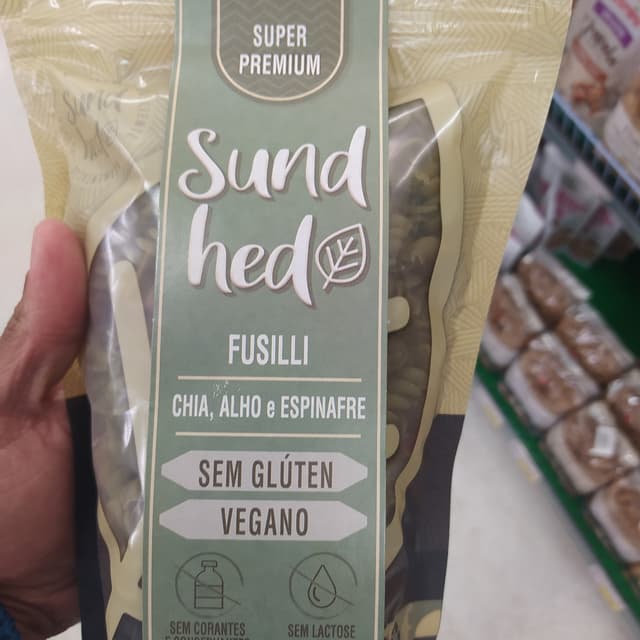 SUPER
PREMIUM
Sund
hed
FUSILLI
CHIA, ALHO e ESPINAFRE
SEM GLÚTEN
VEGANO
SEM CORANTES
SEM LACTOSE